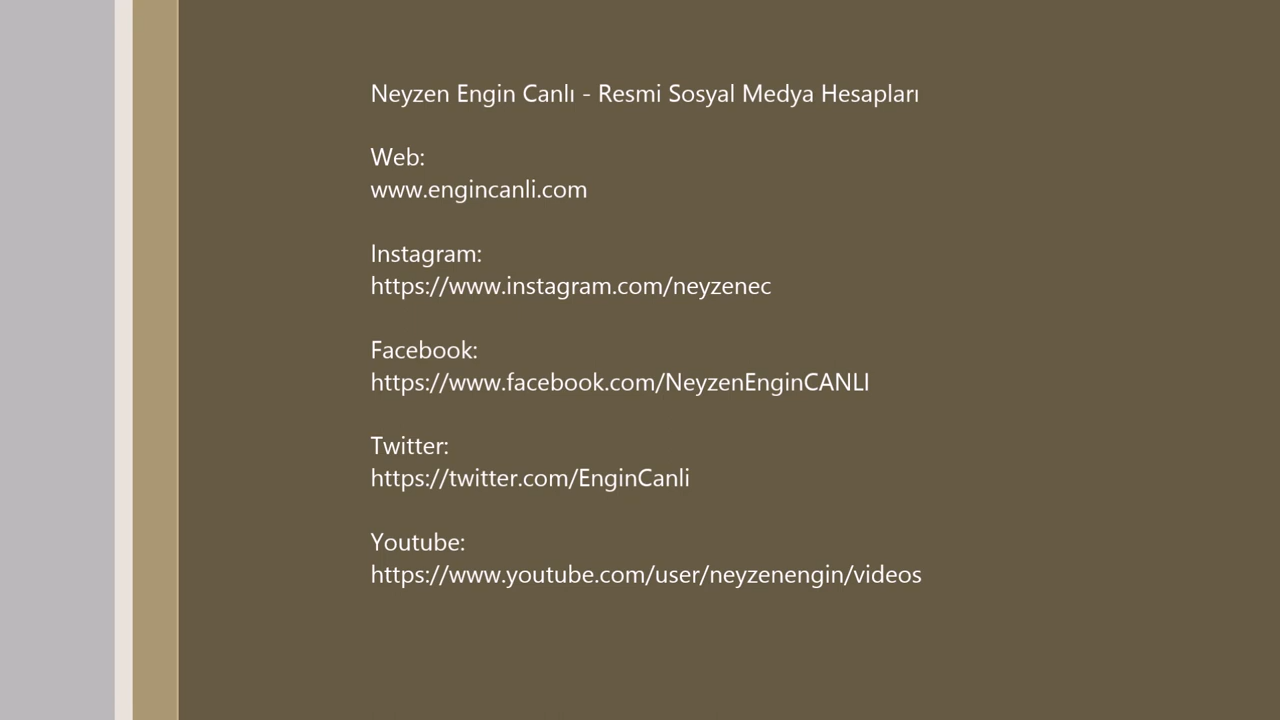 Neyzen Engin Canlı - Resmi Sosyal Medya Hesapları
Web:
www.engincanli.com
Instagram:
https://www.instagram.com/neyzenec
Facebook:
https://www.facebook.com/NeyzenEnginCANLI
Twitter:
https://twitter.com/EnginCanli
Youtube:
https://www.youtube.com/user/neyzenengin/videos